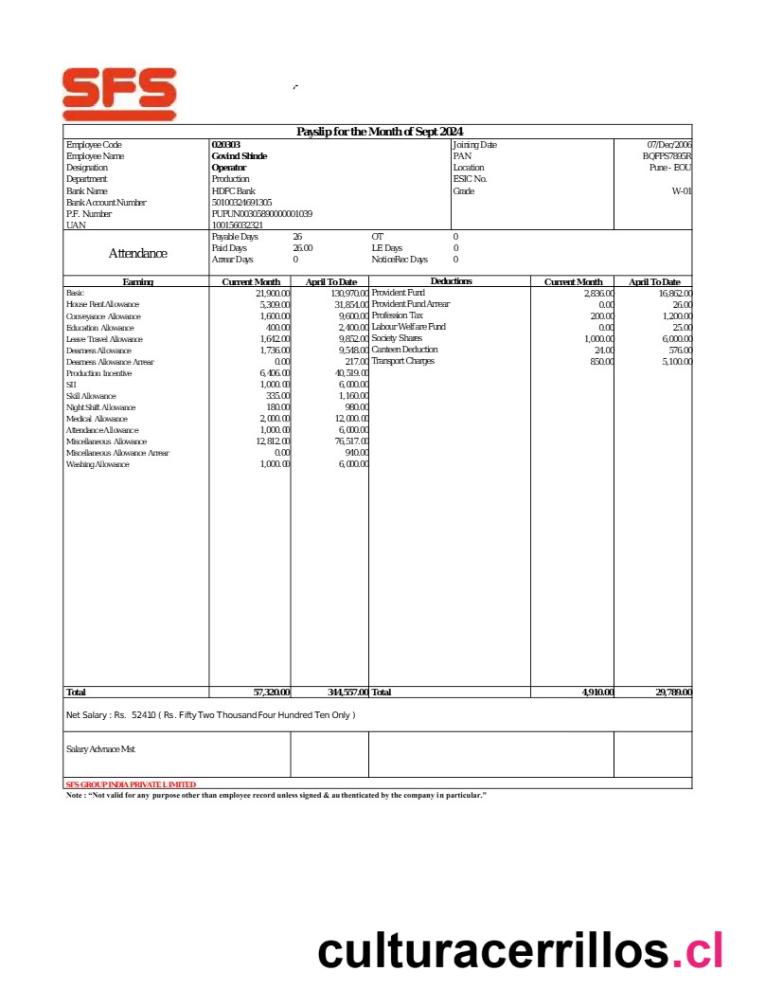 SFS
Payslip for the Month of Sept 2024
Employee Code 020303 Joining Date 07/Dec/2006
Employee Name Govind Shinde PAN BQFPS7895R
Designation Operator Location Pune - EOU
Department Production ESIC No.
Bank Name HDFC Bank Grade W-01
Bank Account Number 50100324691305
P.F. Number PUPUN00305890000001039
UAN 100156032321
Attendance
Payable Days 26 OT 0
Paid Days 26.00 LE Days 0
Arrear Days 0 NoticeRec Days 0
Earning Current Month April To Date Deductions Current Month April To Date
Basic 21,900.00 130,970.00 Provident Fund 2,836.00 16,862.00
House Rent Allowance 5,309.00 31,854.00 Provident Fund Arrear 0.00 26.00
Conveyance Allowance 1,600.00 9,600.00 Profession Tax 200.00 1,200.00
Education Allowance 400.00 2,400.00 Labour Welfare Fund 0.00 25.00
Leave Travel Allowance 1,642.00 9,852.00 Society Shares 1,000.00 6,000.00
Dearness Allowance 1,736.00 9,548.00 Canteen Deduction 24.00 576.00
Dearness Allowance Arrear 0.00 217.00 Transport Charges 850.00 5,100.00
Production Incentive 6,406.00 40,519.00
SII 1,000.00 6,000.00
Skill Allowance 335.00 1,160.00
Night Shift Allowance 180.00 980.00
Medical Allowance 2,000.00 12,000.00
Attendance Allowance 1,000.00 6,000.00
Miscellaneous Allowance 12,812.00 76,517.00
Miscellaneous Allowance Arrear 0.00 940.00
Washing Allowance 1,000.00 6,000.00
Total 57,320.00 344,557.00 Total 4,910.00 29,789.00
Net Salary : Rs. 52410 ( Rs. Fifty Two Thousand Four Hundred Ten Only )
Salary Advnace Mst
SFS GROUP INDIA PRIVATE LIMITED
Note : "Not valid for any purpose other than employee record unless signed & authenticated by the company in particular."
culturacerrillos.cl